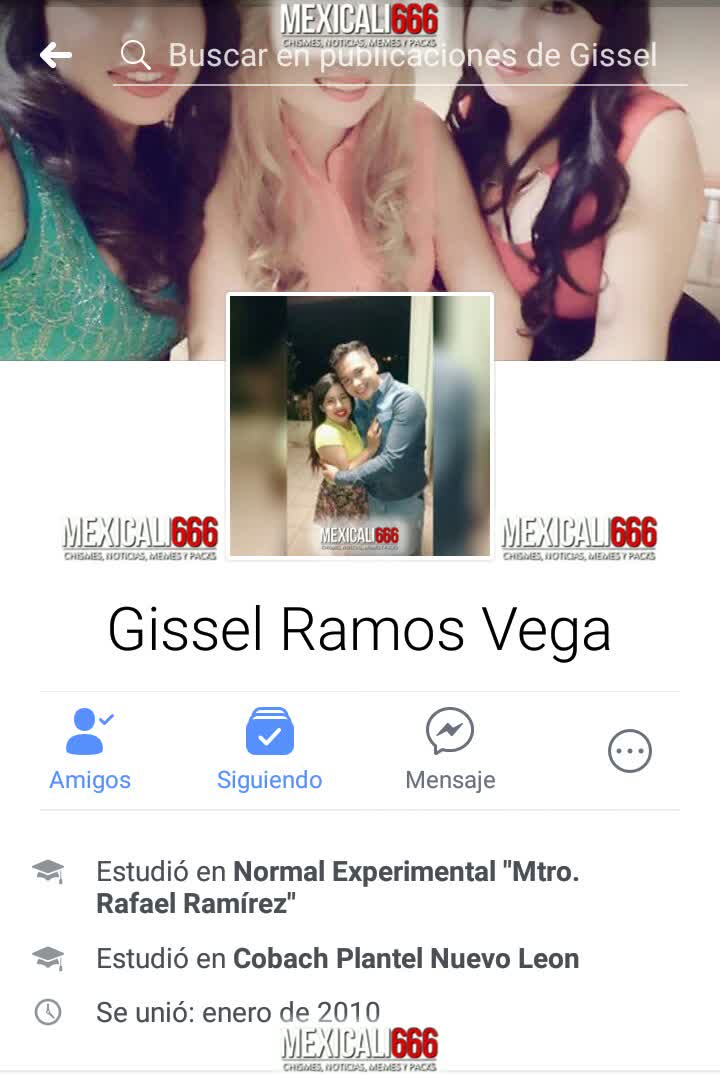 MEXICALI666
CHISMES, NOTICIAS, MEMES Y PACKS
Buscar en publicaciones de Gissel
MEXICALI666
CHISMES, NOTICIAS, MEMES Y PACKS
MEXICALI666
CHISMES, NOTICIAS, MEMES Y PACKS
MEXICALI666
CHISMES, NOTICIAS, MEMES Y PACKS
Gissel Ramos Vega
Amigos
Siguiendo
Mensaje
Estudió en Normal Experimental "Mtro.
Rafael Ramírez"
Estudió en Cobach Plantel Nuevo Leon
Se unió: enero de 2010
MEXICALI666
CHISMES, NOTICIAS, MEMES Y PACKS